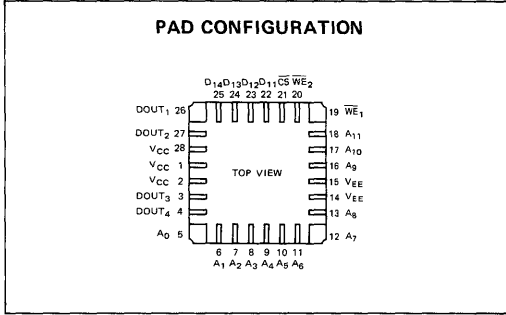 PAD CONFIGURATION
D14 D13 D12 D11 CS WE2
25 24 23 22 21 20
DOUT1 26
19 WE1
DOUT2 27
18 A11
VCC 28
17 A10
VCC 1
16 A9
TOP VIEW
VCC 2
15 VEE
DOUT3 3
14 VEE
DOUT4 4
13 A8
A0 5
12 A7
6 7 8 9 10 11
A1 A2 A3 A4 A5 A6